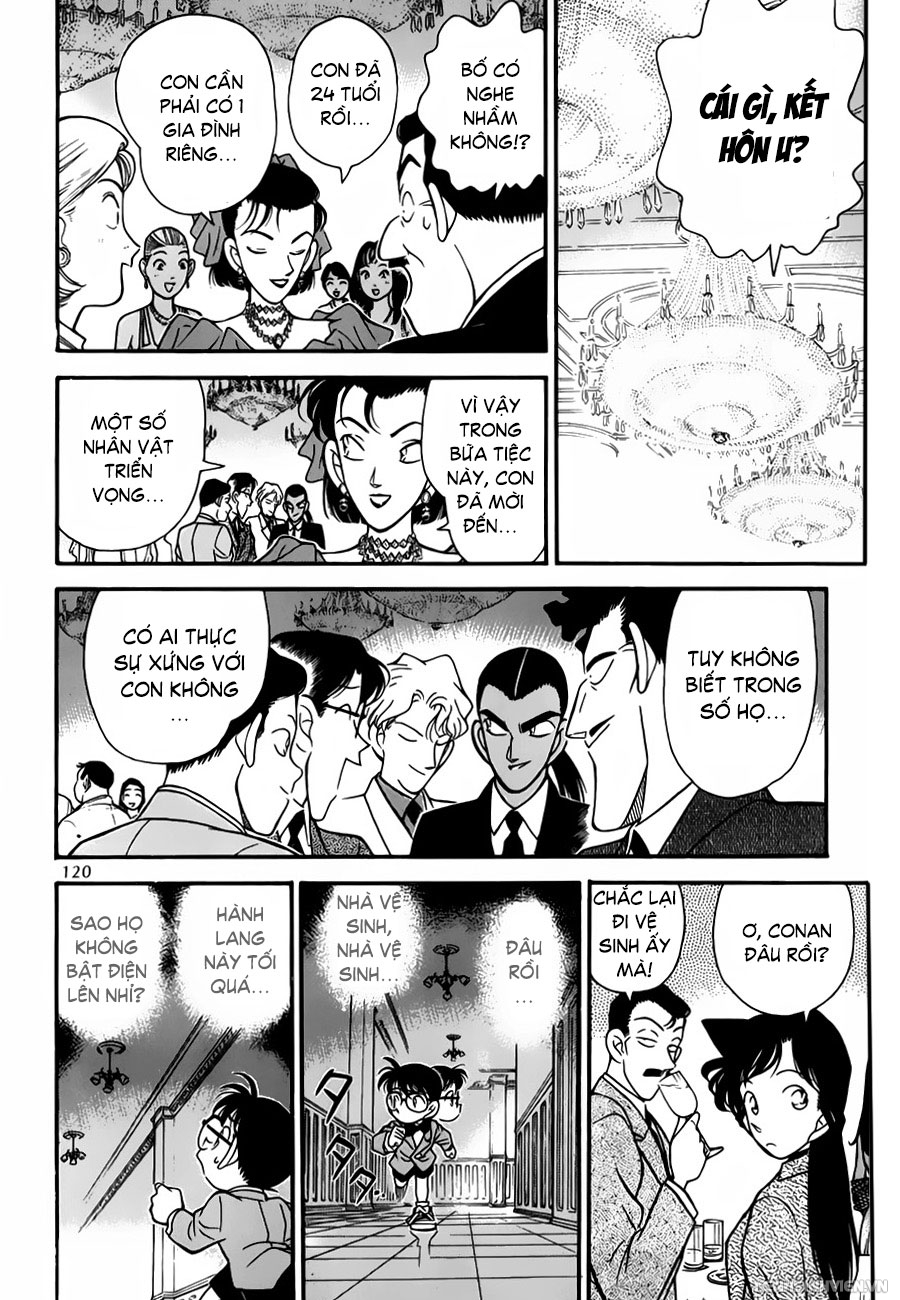 CÁI GÌ, KẾT
HÔN Ư?
BỐ CÓ
NGHE
NHẦM
KHÔNG!?
CON ĐÃ
24 TUỔI
RỒI...
CON CẦN
PHẢI CÓ 1
GIA ĐÌNH
RIÊNG...
VÌ VẬY
TRONG
BỮA TIỆC
NÀY, CON
ĐÃ MỜI
ĐẾN...
MỘT SỐ
NHÂN VẬT
TRIỂN
VỌNG...
TUY KHÔNG
BIẾT TRONG
SỐ HỌ...
CÓ AI THỰC
SỰ XỨNG VỚI
CON KHÔNG
...
120
Ơ, CONAN
ĐÂU RỒI?
CHẮC LẠI
ĐI VỆ
SINH ẤY
MÀ!
ĐÂU
RỒI
...
NHÀ VỆ
SINH,
NHÀ VỆ
SINH...
タタタ...
HÀNH
LANG
NÀY TỐI
QUÁ...
SAO HỌ
KHÔNG
BẬT ĐIỆN
LÊN NHỈ?